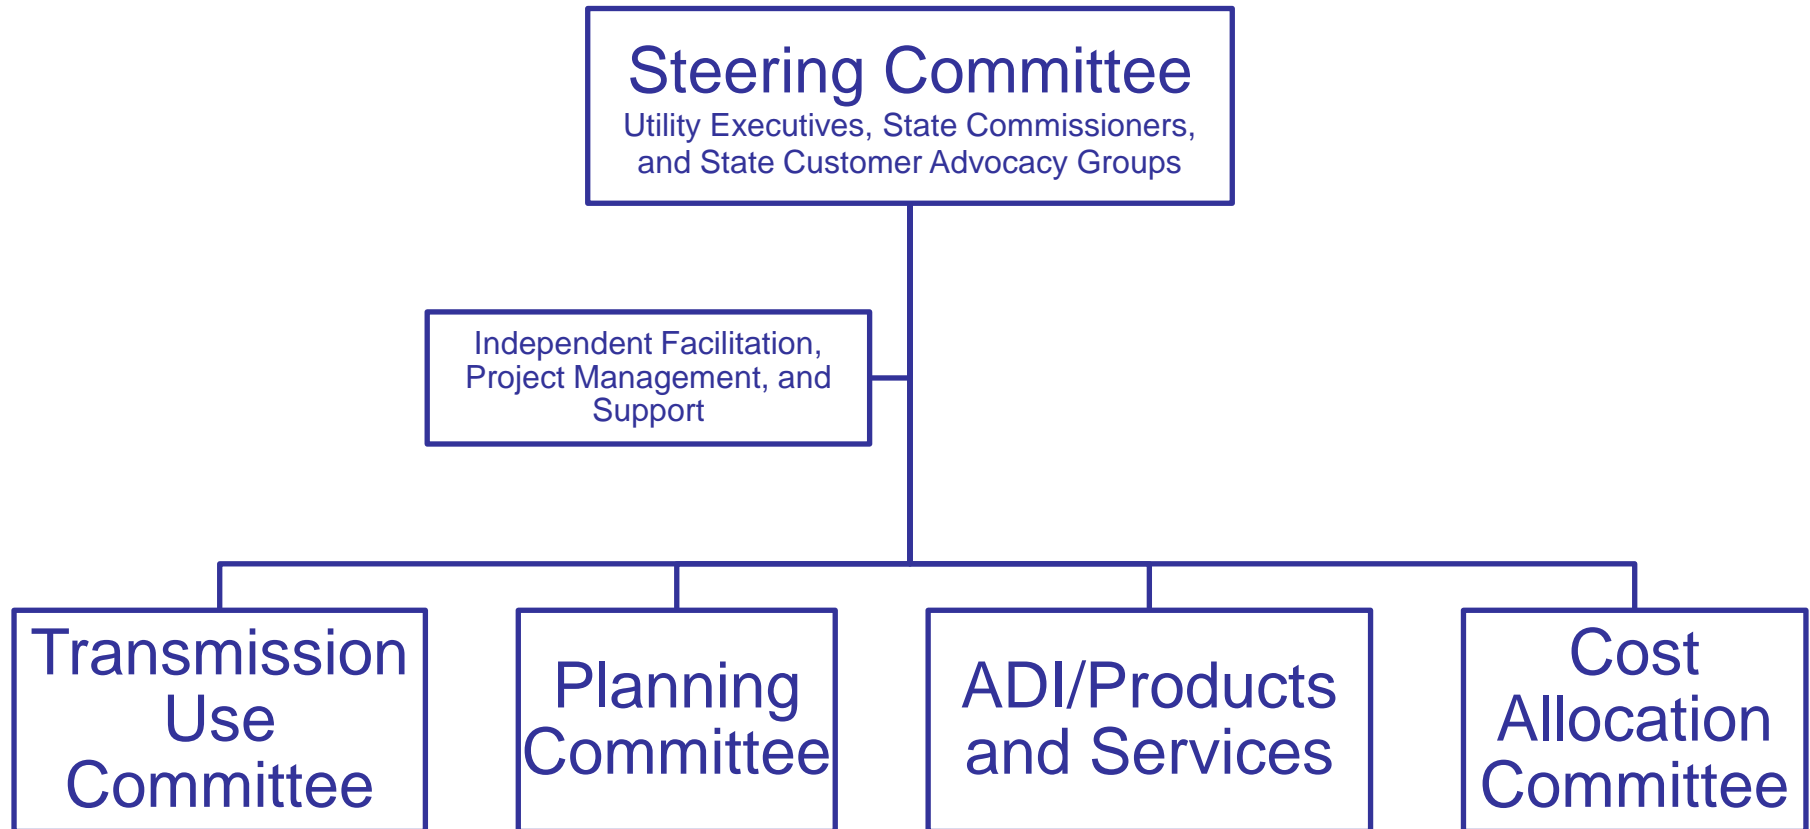 Steering Committee
Utility Executives, State Commissioners,
and State Customer Advocacy Groups
Independent Facilitation,
Project Management, and
Support
Transmission
Use
Committee
Planning
Committee
ADI/Products
and Services
Cost
Allocation
Committee